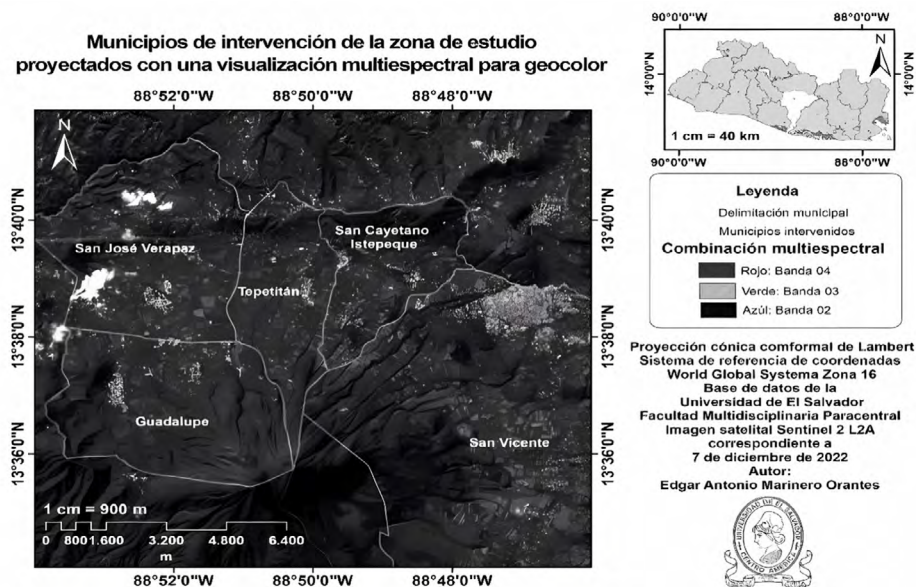 Municipios de intervención de la zona de estudio
proyectados con una visualización multiespectral para geocolor
88°52'0"W 88°50'0"W 88°48'0"W
N
13°40'0"N 13°40'0"N
13°38'0"N 13°38'0"N
13°36'0"N 13°36'0"N
San José Verapaz
San Cayetano
Istepeque
Tepetitán
Guadalupe
San Vicente
1 cm = 900 m
0 800 1.600 3.200 4.800 6.400
m
88°52'0"W 88°50'0"W 88°48'0"W
90°0'0"W 88°0'0"W
N
14°0'0"N 14°0'0"N
1 cm = 40 km
90°0'0"W 88°0'0"W
Leyenda
Delimitación municipal
Municipios intervenidos
Combinación multiespectral
Rojo: Banda 04
Verde: Banda 03
Azúl: Banda 02
Proyección cónica comformal de Lambert
Sistema de referencia de coordenadas
World Global Systema Zona 16
Base de datos de la
Universidad de El Salvador
Facultad Multidisciplinaria Paracentral
Imagen satelital Sentinel 2 L2A
correspondiente a
7 de diciembre de 2022
Autor:
Edgar Antonio Marinero Orantes
UNIVERSIDAD DE EL SALVADOR
CENTRO AMERICA